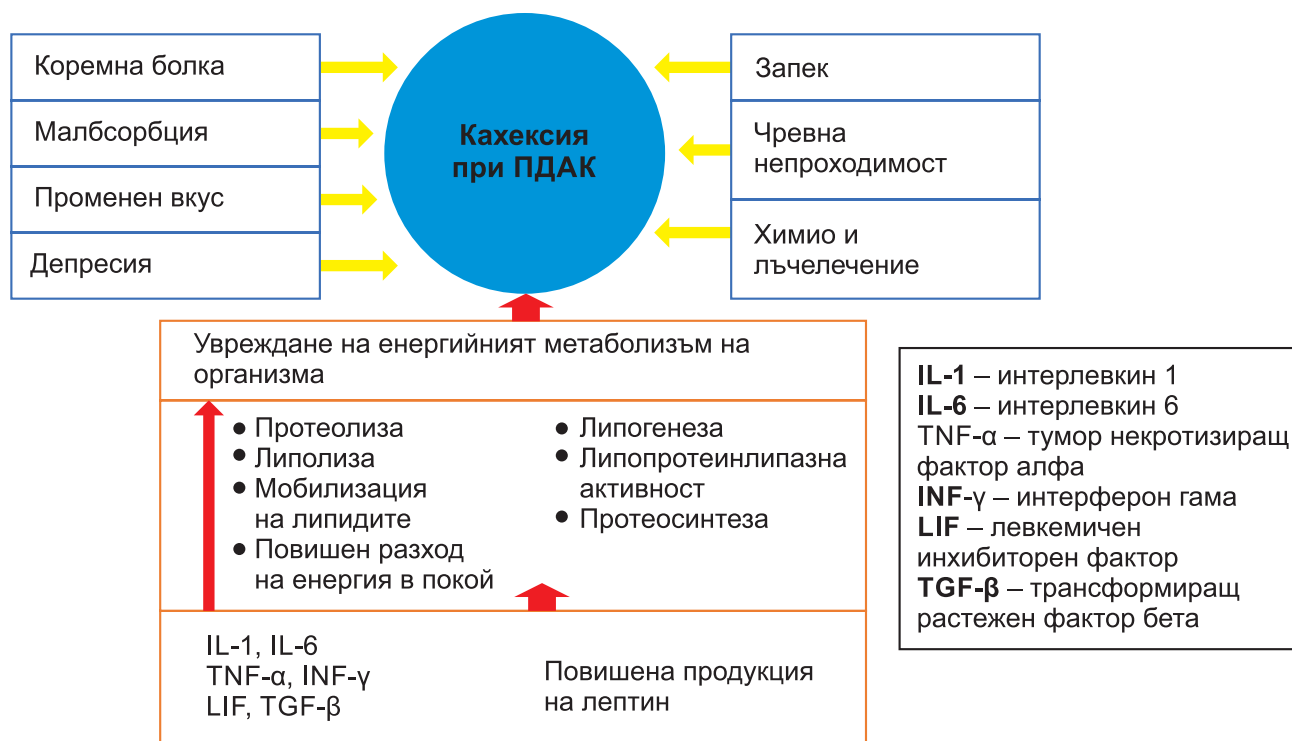 Коремна болка
Малбсорбция
Променен вкус
Депресия
Кахексия
при ПДАК
Запек
Чревна
непроходимост
Химио и
лъчелечение
Увреждане на енергийният метаболизъм на
организма
● Протеолиза
● Липолиза
● Мобилизация
на липидите
● Повишен разход
на енергия в покой
● Липогенеза
● Липопротеинлипазна
активност
● Протеосинтеза
IL-1, IL-6
TNF-α, INF-γ
LIF, TGF-β
Повишена продукция
на лептин
IL-1 – интерлевкин 1
IL-6 – интерлевкин 6
TNF-α – тумор некротизиращ
фактор алфа
INF-γ – интерферон гама
LIF – левкемичен
инхибиторен фактор
TGF-β – трансформиращ
растежен фактор бета